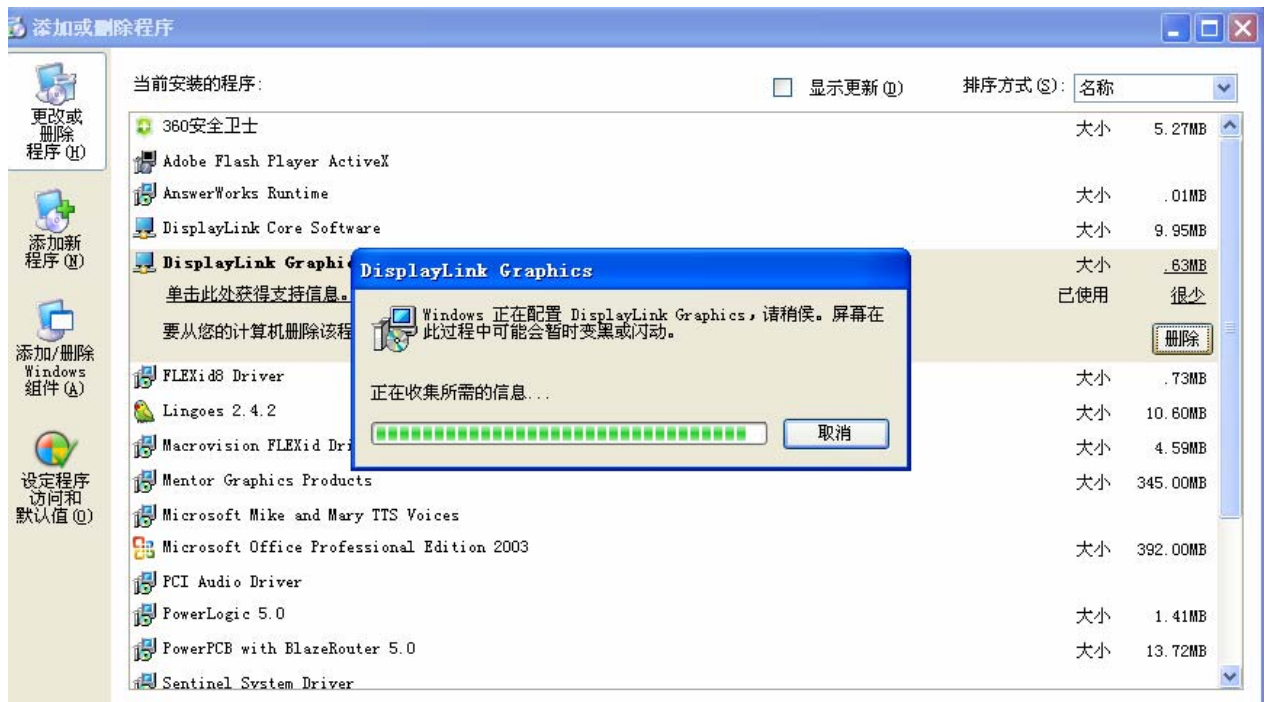 添加或删除程序
更改或
删除
程序(H)
添加新
程序(N)
添加/删除
Windows
组件(A)
设定程序
访问和
默认值(O)
当前安装的程序:
显示更新(D)
排序方式(S): 名称
360安全卫士 大小 5.27MB
Adobe Flash Player ActiveX
AnswerWorks Runtime 大小 .01MB
DisplayLink Core Software 大小 9.95MB
DisplayLink Graphi 大小 .63MB
单击此处获得支持信息。 已使用 很少
要从您的计算机删除该程 删除
DisplayLink Graphics
Windows 正在配置 DisplayLink Graphics，请稍侯。屏幕在
此过程中可能会暂时变黑或闪动。
正在收集所需的信息...
取消
FLEXid8 Driver 大小 .73MB
Lingoes 2.4.2 大小 10.60MB
Macrovision FLEXid Dri 大小 4.59MB
Mentor Graphics Products 大小 345.00MB
Microsoft Mike and Mary TTS Voices
Microsoft Office Professional Edition 2003 大小 392.00MB
PCI Audio Driver
PowerLogic 5.0 大小 1.41MB
PowerPCB with BlazeRouter 5.0 大小 13.72MB
Sentinel System Driver